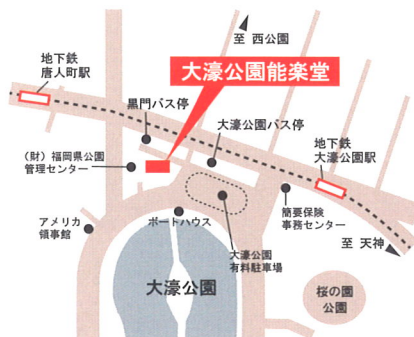 至 西公園
地下鉄
唐人町駅
大濠公園能楽堂
黒門バス停
大濠公園バス停
地下鉄
大濠公園駅
（財）福岡県公園
管理センター
アメリカ
領事館
ボートハウス
簡要保険
事務センター
大濠公園
有料駐車場
至 天神
大濠公園
桜の園
公園